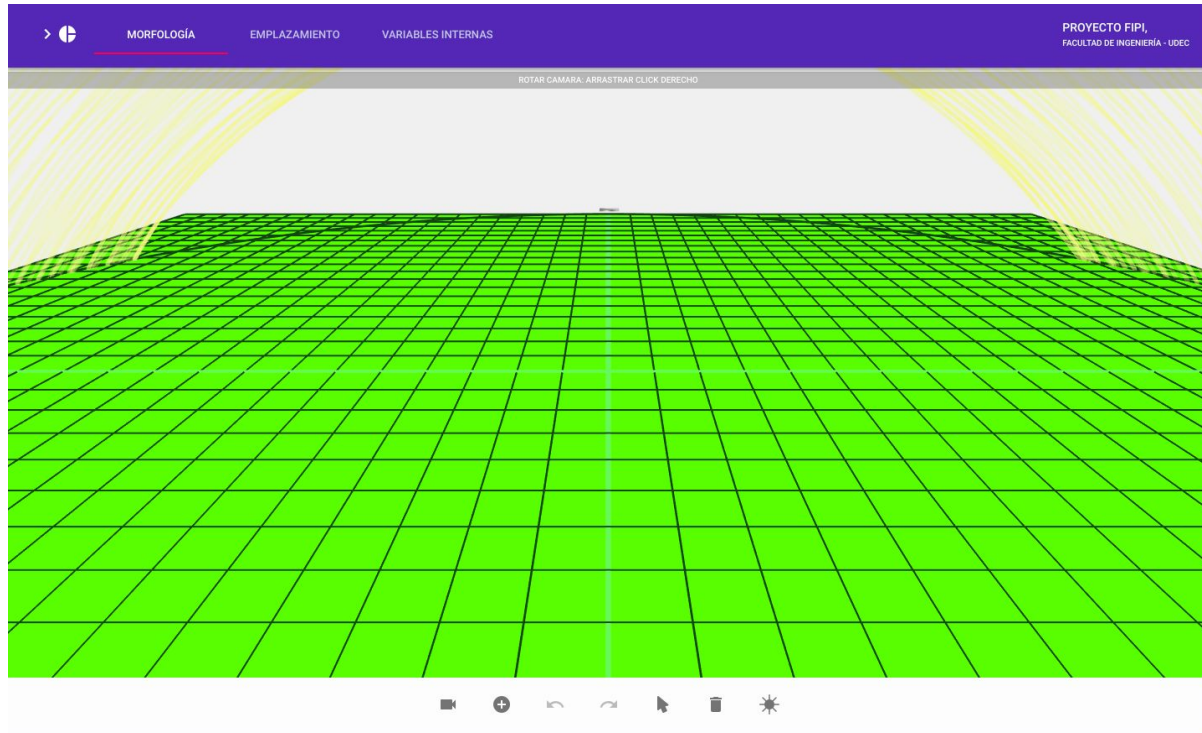 MORFOLOGÍA
EMPLAZAMIENTO
VARIABLES INTERNAS
PROYECTO FIPI,
FACULTAD DE INGENIERÍA - UDEC
ROTAR CAMARA: ARRASTRAR CLICK DERECHO